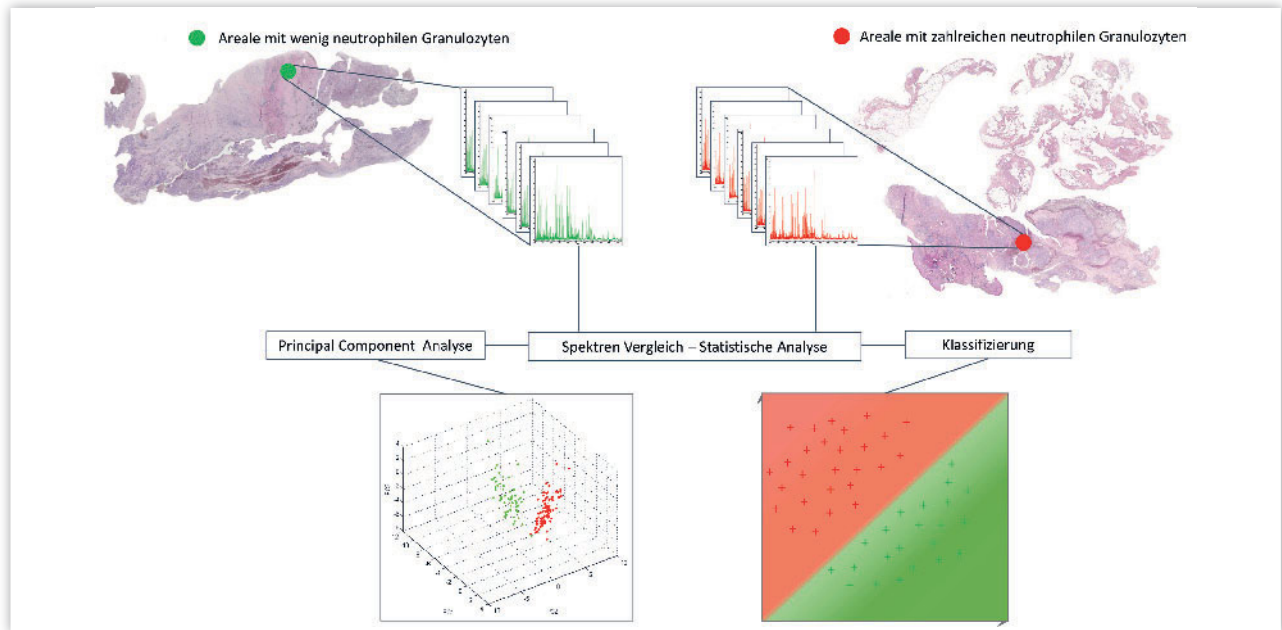 Areale mit wenig neutrophilen Granulozyten
Areale mit zahlreichen neutrophilen Granulozyten
Principal Component Analyse
Spektren Vergleich – Statistische Analyse
Klassifizierung